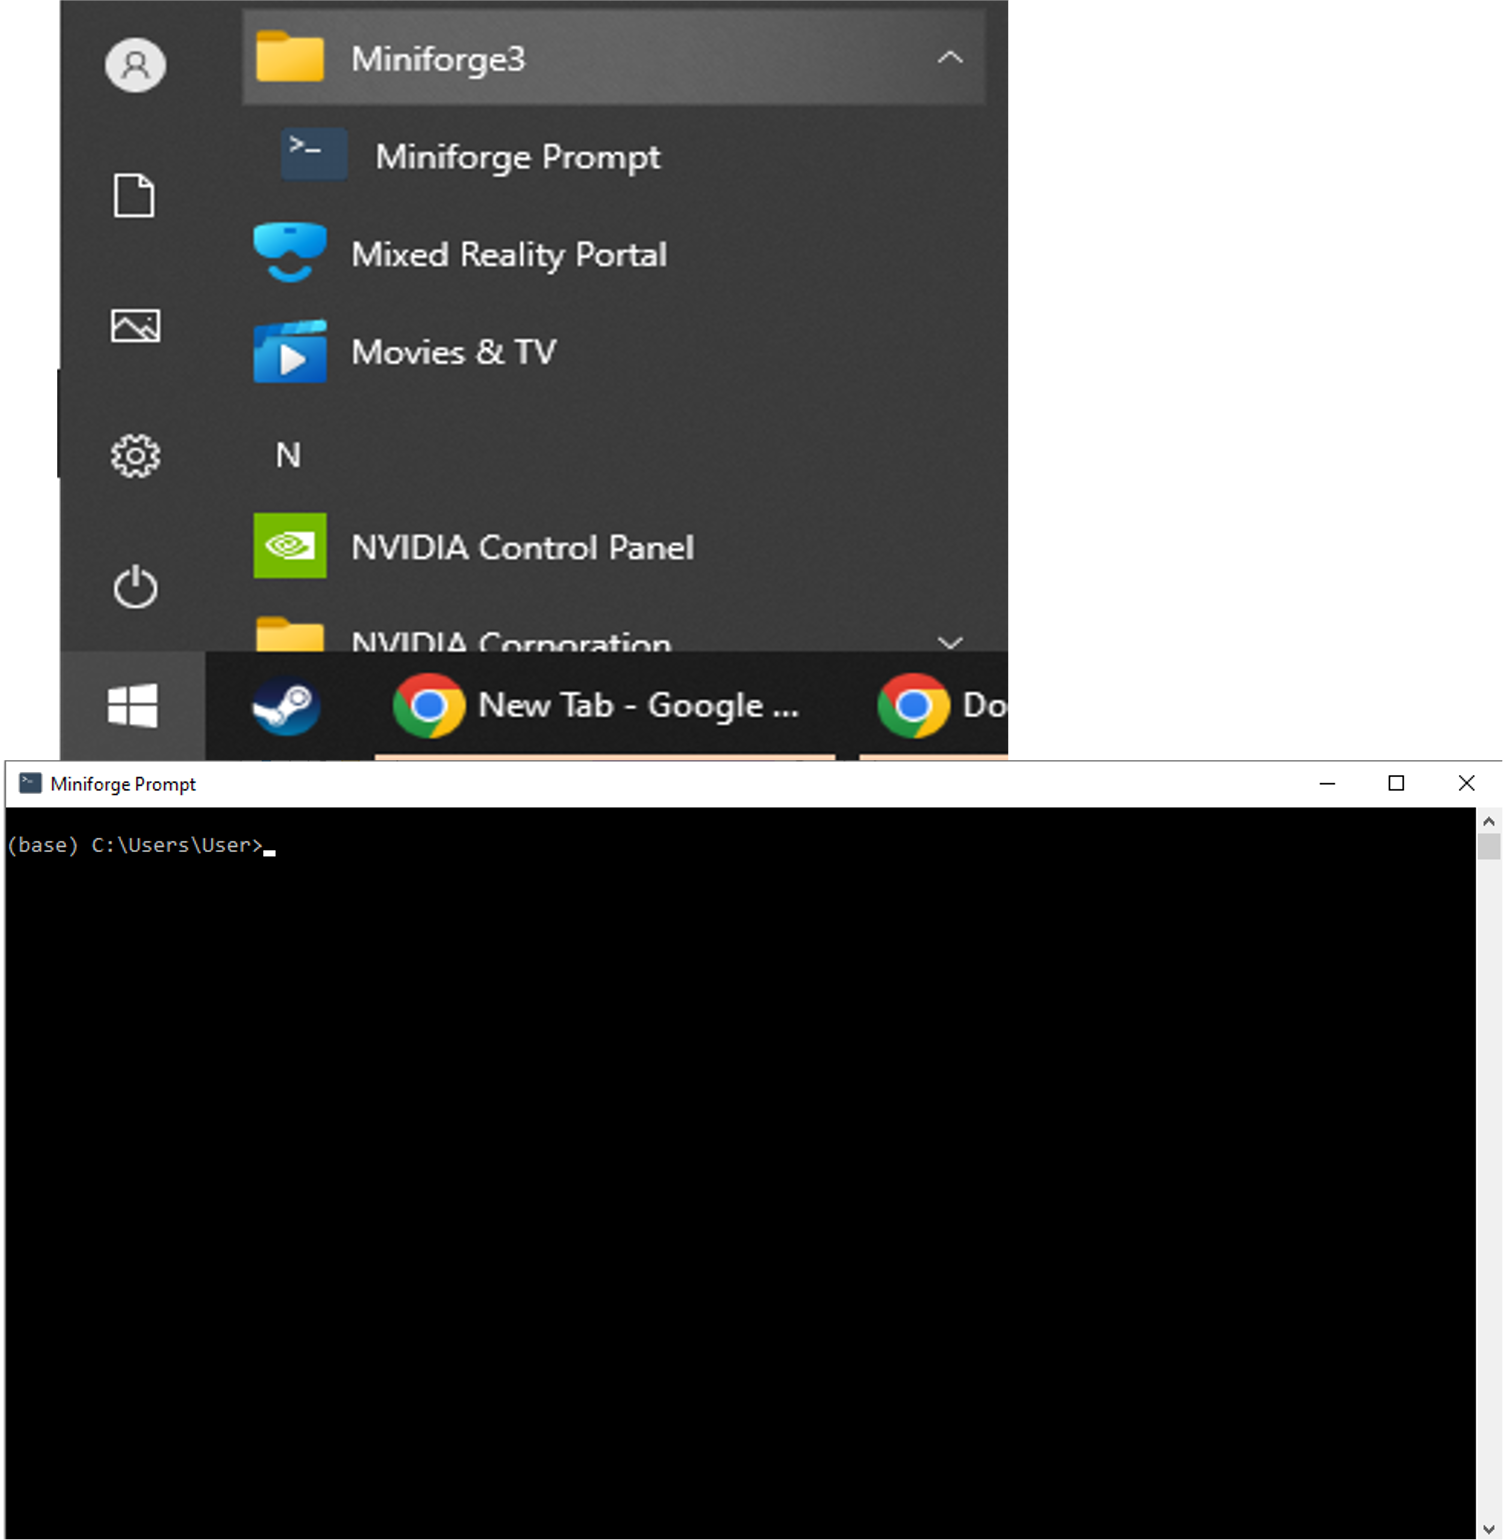 Miniforge3
Miniforge Prompt
Mixed Reality Portal
Movies & TV
N
NVIDIA Control Panel
NVIDIA Corporation
New Tab - Google ...
Do
Miniforge Prompt
(base) C:\Users\User>